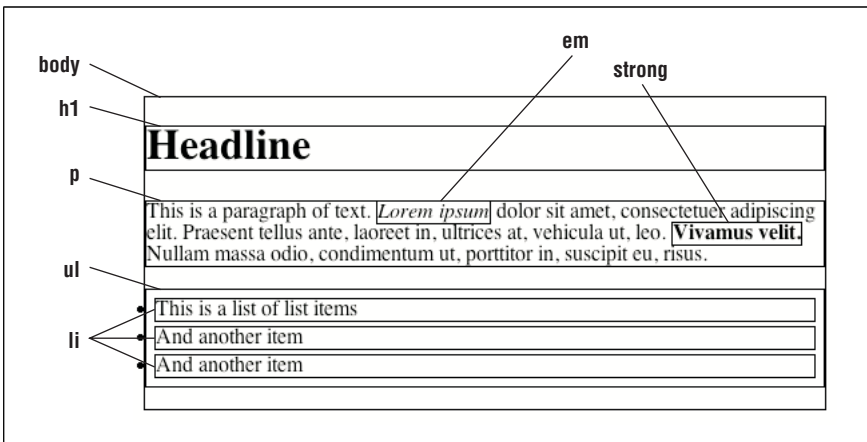 em
body
strong
h1
Headline
p
This is a paragraph of text. Lorem ipsum dolor sit amet, consectetuer adipiscing
elit. Praesent tellus ante, laoreet in, ultrices at, vehicula ut, leo. Vivamus velit.
Nullam massa odio, condimentum ut, porttitor in, suscipit eu, risus.
ul
This is a list of list items
li
And another item
And another item